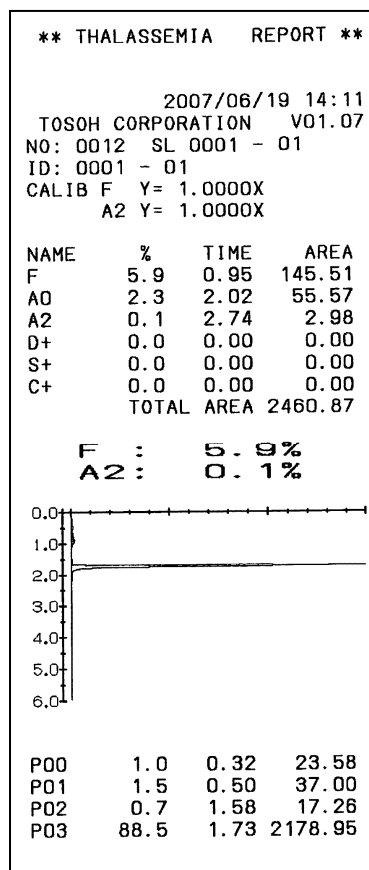 ** THALASSEMIA REPORT **
2007/06/19 14:11
TOSOH CORPORATION V01.07
NO: 0012 SL 0001 - 01
ID: 0001 - 01
CALIB F Y= 1.0000X
A2 Y= 1.0000X
NAME % TIME AREA
F 5.9 0.95 145.51
A0 2.3 2.02 55.57
A2 0.1 2.74 2.98
D+ 0.0 0.00 0.00
S+ 0.0 0.00 0.00
C+ 0.0 0.00 0.00
TOTAL AREA 2460.87
F : 5.9%
A2: 0.1%
0.0
1.0
2.0
3.0
4.0
5.0
6.0
P00 1.0 0.32 23.58
P01 1.5 0.50 37.00
P02 0.7 1.58 17.26
P03 88.5 1.73 2178.95